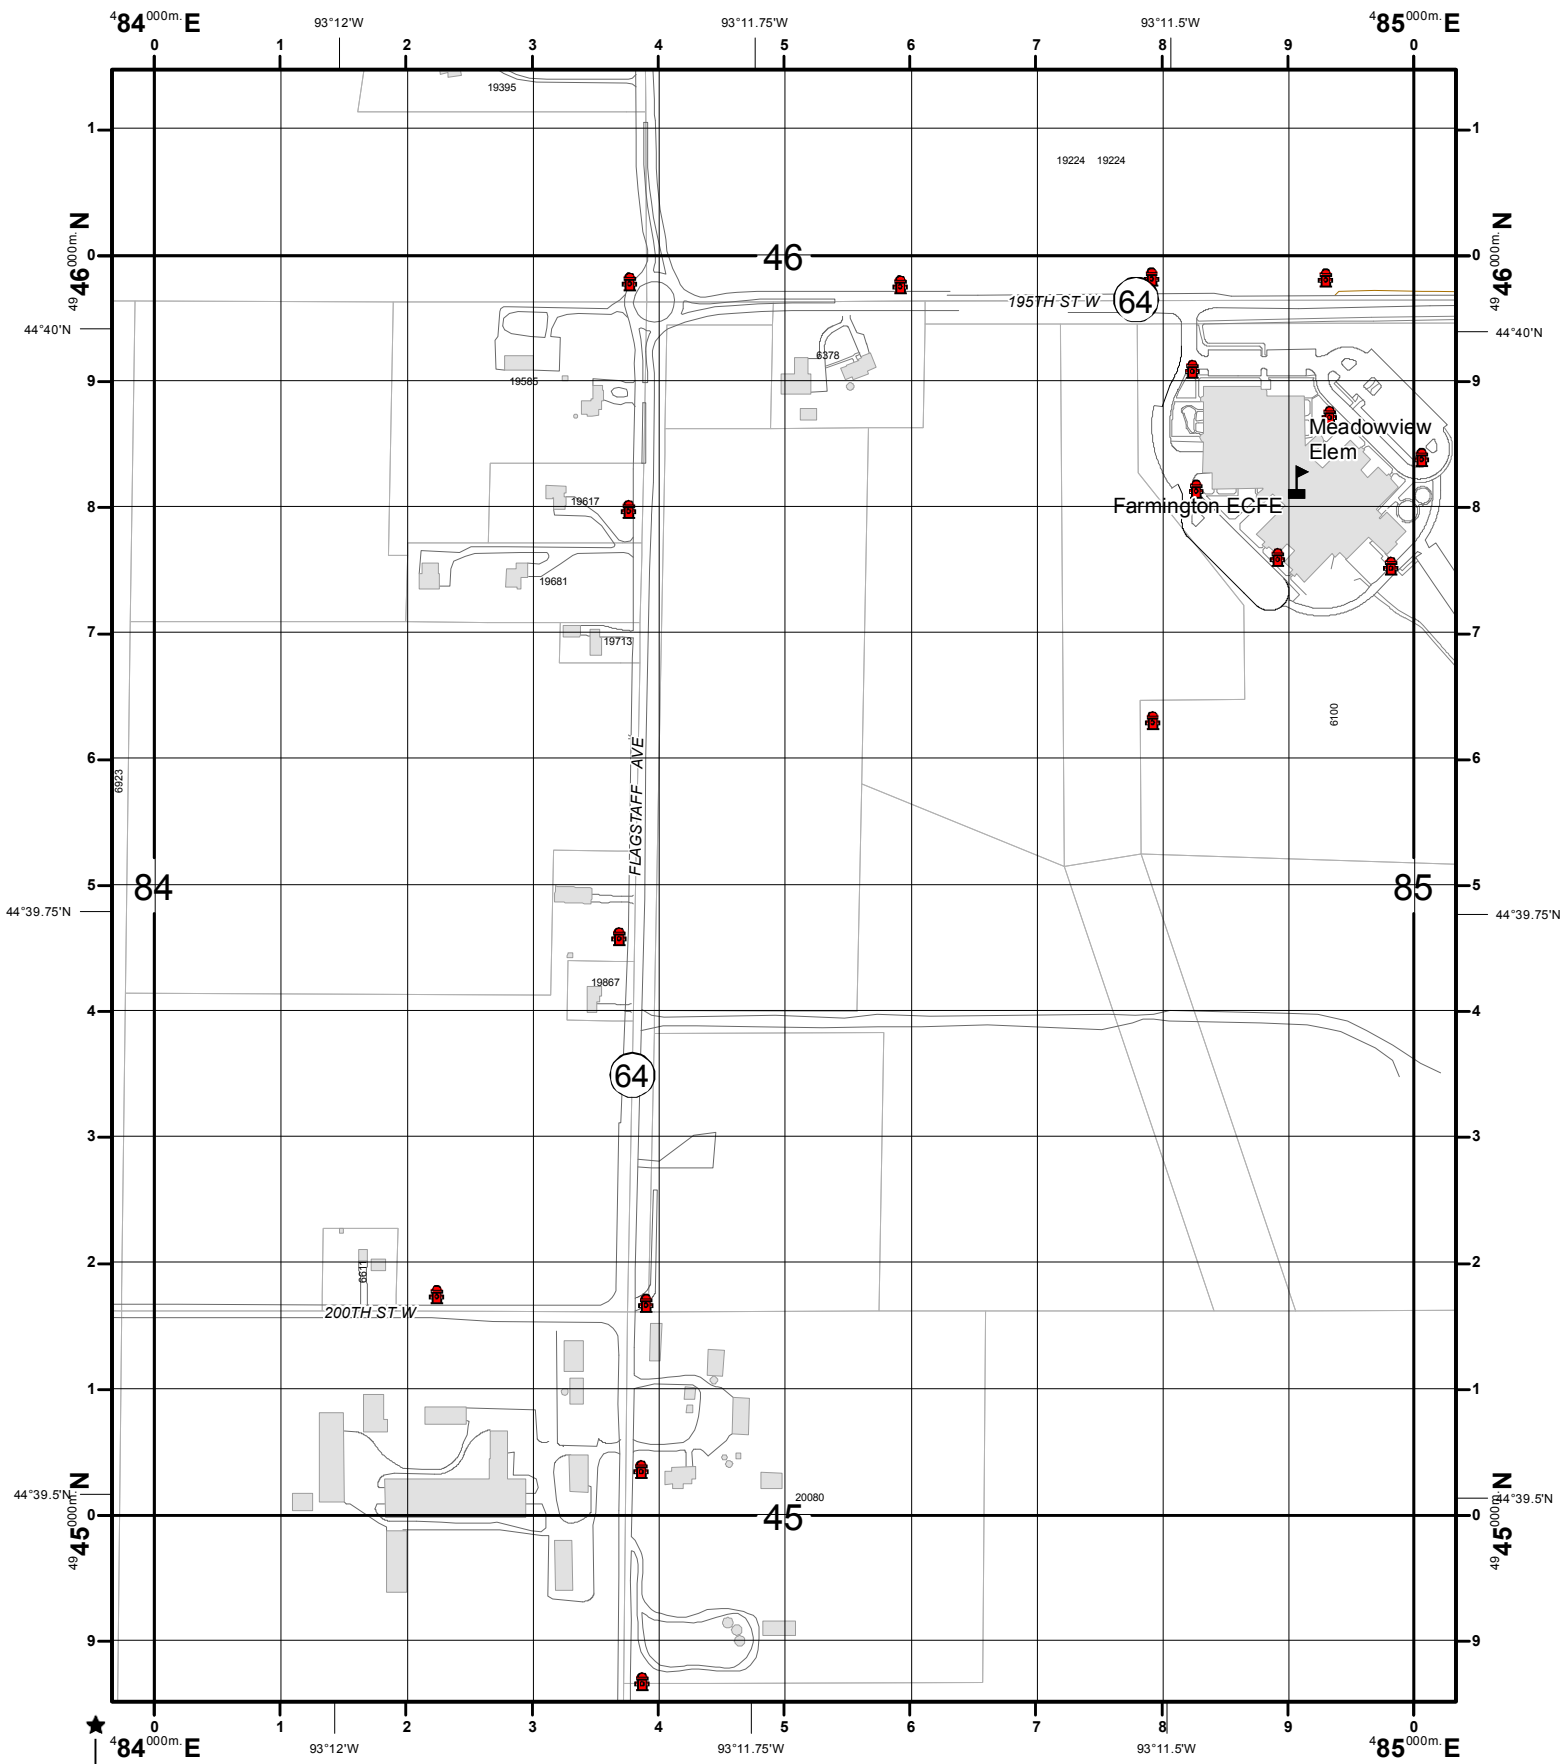 484000m. E 93°12'W 93°11.75'W 93°11.5'W 485000m. E
0 1 2 3 4 5 6 7 8 9 0
19395
1 1
19224 19224
4946000m. N 4946000m. N
0 46 0
195TH ST W 64
44°40'N 44°40'N
6378
9 19585 9
Meadowview
Elem
19617
8 Farmington ECFE 8
19681
7 19713 7
6100
6 6
6923
FLAGSTAFF AVE
84 85
5 5
44°39.75'N 44°39.75'N
19867
4 4
64
3 3
2 2
6611
200TH ST W
1 1
4945000m. N 4945000m. N
44°39.5'N 44°39.5'N
20080
0 45 0
9 9
0 1 2 3 4 5 6 7 8 9 0
484000m. E 93°12'W 93°11.75'W 93°11.5'W 485000m. E